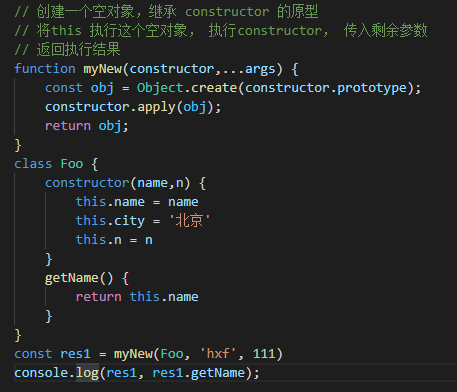 // 创建一个空对象，继承 constructor 的原型
// 将this 执行这个空对象， 执行constructor， 传入剩余参数
// 返回执行结果
function myNew(constructor,...args) {
    const obj = Object.create(constructor.prototype);
    constructor.apply(obj);
    return obj;
}
class Foo {
    constructor(name,n) {
        this.name = name
        this.city = '北京'
        this.n = n
    }
    getName() {
        return this.name
    }
}
const res1 = myNew(Foo, 'hxf', 111)
console.log(res1, res1.getName);